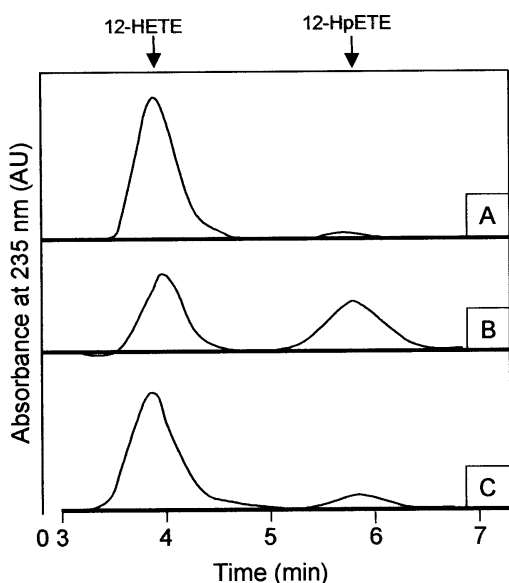 12-HETE 12-HpETE
Absorbance at 235 nm (AU)
A
B
C
0 3 4 5 6 7
Time (min)